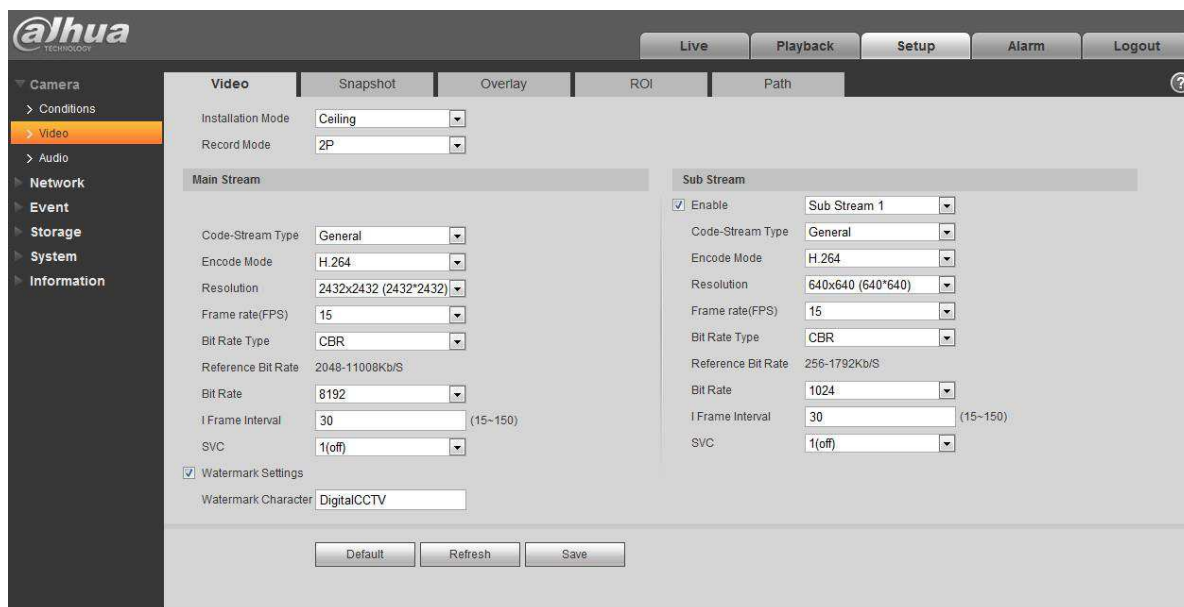 alhua
TECHNOLOGY
Live Playback Setup Alarm Logout
Camera
Conditions
Video
Audio
Network
Event
Storage
System
Information
Video Snapshot Overlay ROI Path ?
Installation Mode Ceiling
Record Mode 2P
Main Stream
Code-Stream Type General
Encode Mode H.264
Resolution 2432x2432 (2432*2432)
Frame rate(FPS) 15
Bit Rate Type CBR
Reference Bit Rate 2048-11008Kb/S
Bit Rate 8192
I Frame Interval 30 (15~150)
SVC 1(off)
Watermark Settings
Watermark Character DigitalCCTV
Sub Stream
Enable Sub Stream 1
Code-Stream Type General
Encode Mode H.264
Resolution 640x640 (640*640)
Frame rate(FPS) 15
Bit Rate Type CBR
Reference Bit Rate 256-1792Kb/S
Bit Rate 1024
I Frame Interval 30 (15~150)
SVC 1(off)
Default Refresh Save